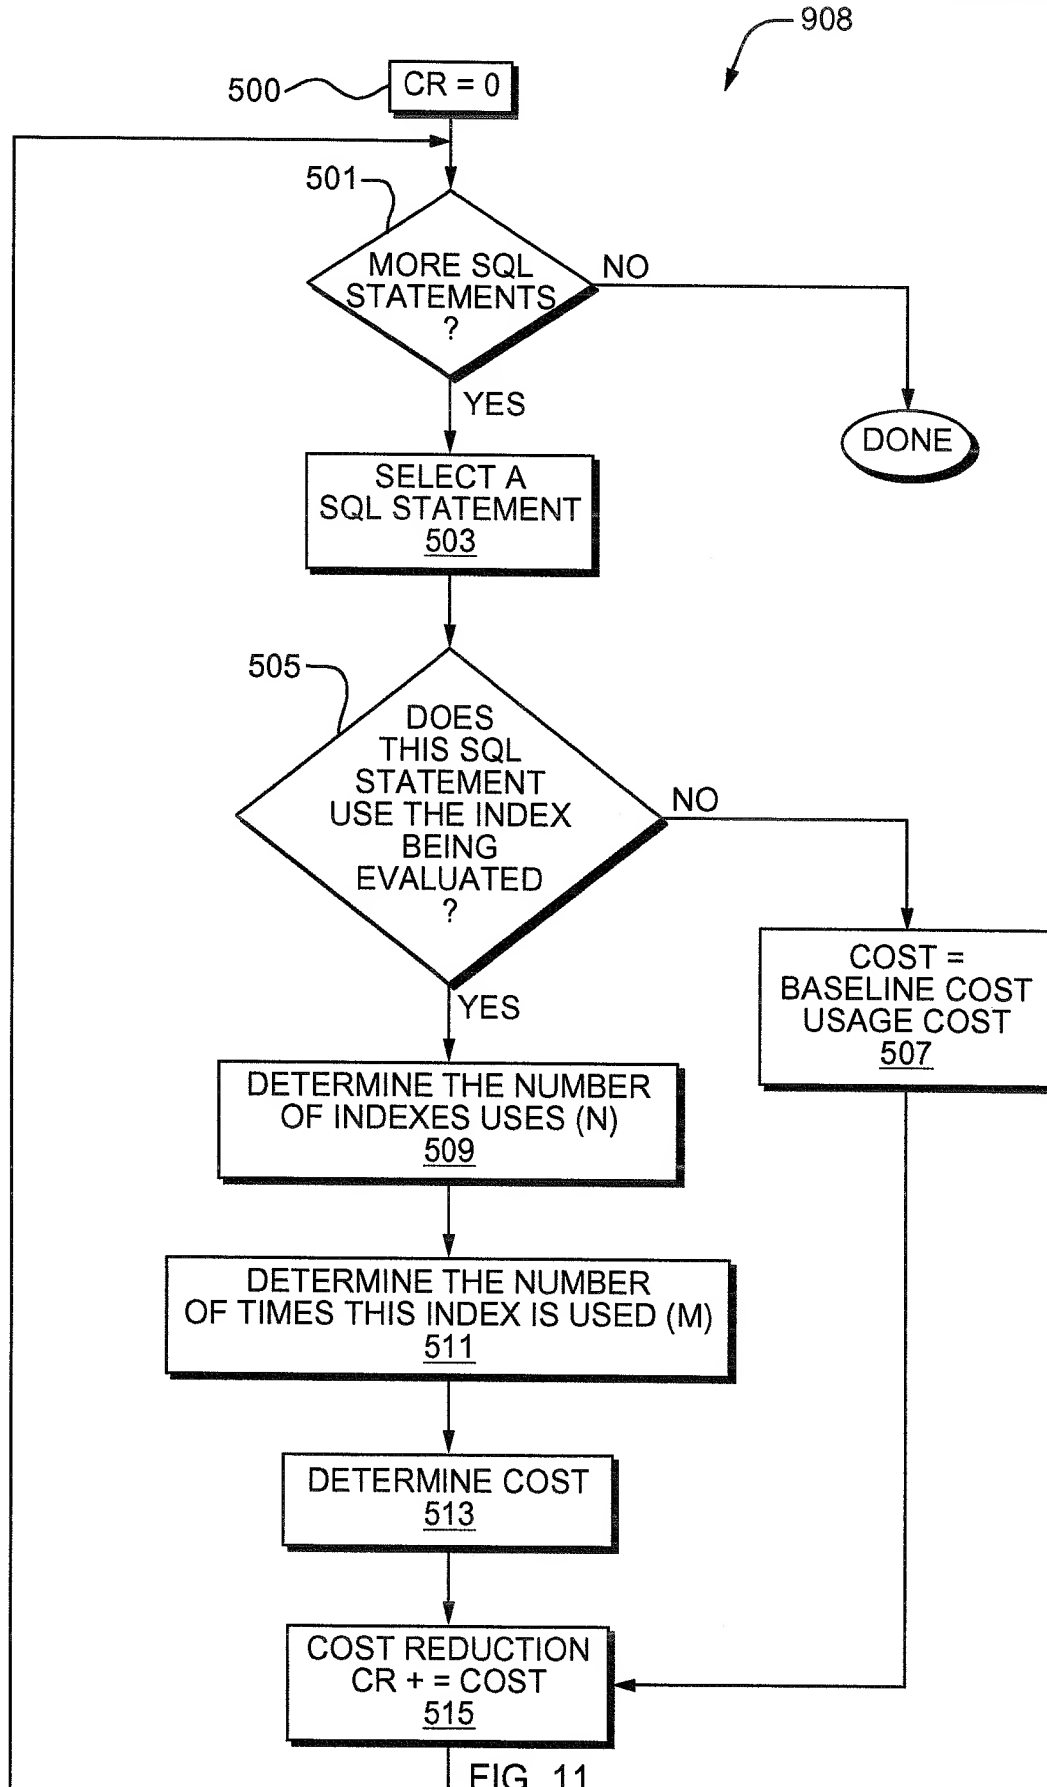 908
500
CR = 0
501
MORE SQL
STATEMENTS
?
NO
YES
DONE
SELECT A
SQL STATEMENT
503
505
DOES
THIS SQL
STATEMENT
USE THE INDEX
BEING
EVALUATED
?
NO
YES
COST =
BASELINE COST
USAGE COST
507
DETERMINE THE NUMBER
OF INDEXES USES (N)
509
DETERMINE THE NUMBER
OF TIMES THIS INDEX IS USED (M)
511
DETERMINE COST
513
COST REDUCTION
CR + = COST
515
FIG. 11